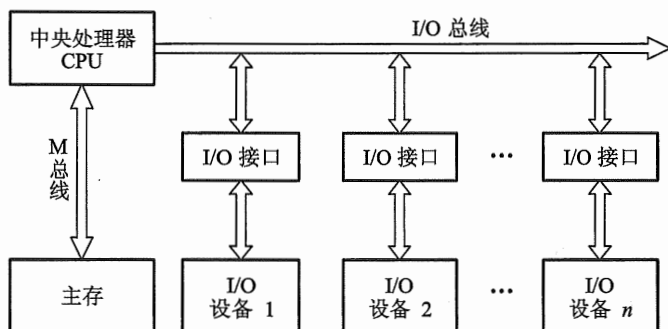 中央处理器
CPU
I/O 总线
M
总
线
I/O 接口
I/O 接口
···
I/O 接口
主存
I/O
设备 1
I/O
设备 2
···
I/O
设备 n